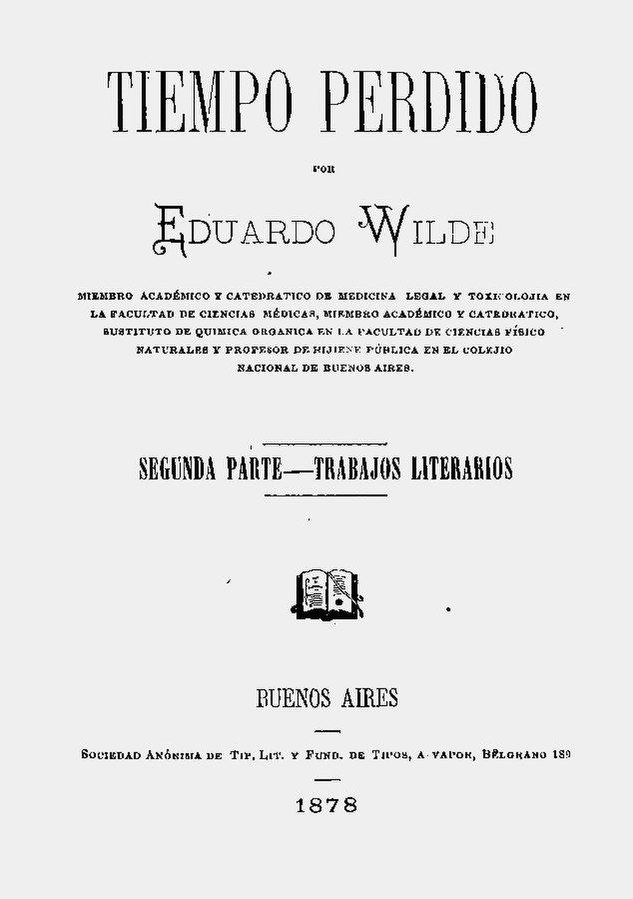 TIEMPO PERDIDO
POR
EDUARDO WILDE
MIEMBRO ACADÉMICO Y CATEDRATICO DE MEDICINA LEGAL Y TOXICOLOJIA EN
LA FACULTAD DE CIENCIAS MÉDICAS, MIEMBRO ACADÉMICO Y CATEDRATICO,
SUSTITUTO DE QUIMICA ORGANICA EN LA FACULTAD DE CIENCIAS FÍSICO
NATURALES Y PROFESOR DE HIJIENE PÚBLICA EN EL COLEJIO
NACIONAL DE BUENOS AIRES.
SEGUNDA PARTE—TRABAJOS LITERARIOS
BUENOS AIRES
SOCIEDAD ANÓNIMA DE TIP. LIT. Y FUND. DE TIPOS, A VAPOR, BELGRANO 189
1878